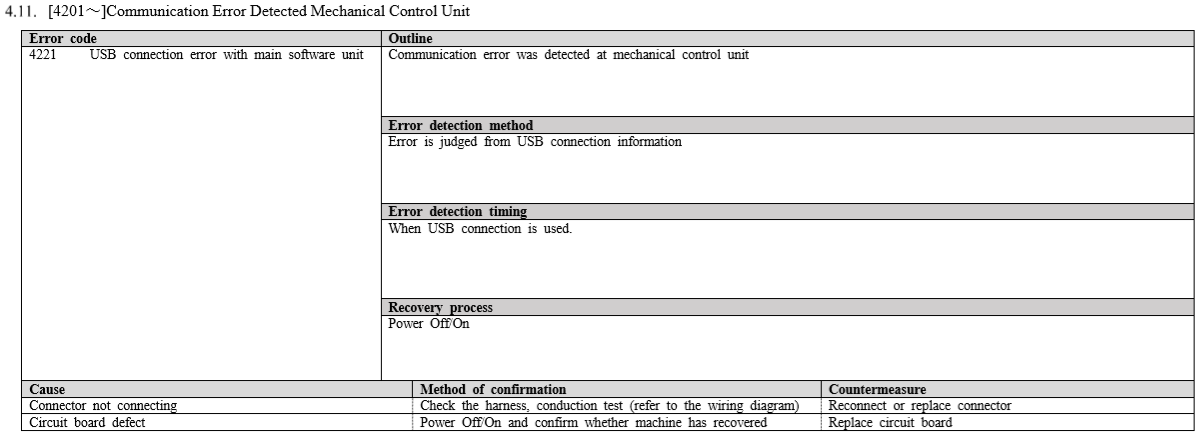 4.11. [4201～]Communication Error Detected Mechanical Control Unit
Error code
Outline
4221 USB connection error with main software unit
Communication error was detected at mechanical control unit
Error detection method
Error is judged from USB connection information
Error detection timing
When USB connection is used.
Recovery process
Power Off/On
Cause Method of confirmation Countermeasure
Connector not connecting Check the harness, conduction test (refer to the wiring diagram) Reconnect or replace connector
Circuit board defect Power Off/On and confirm whether machine has recovered Replace circuit board